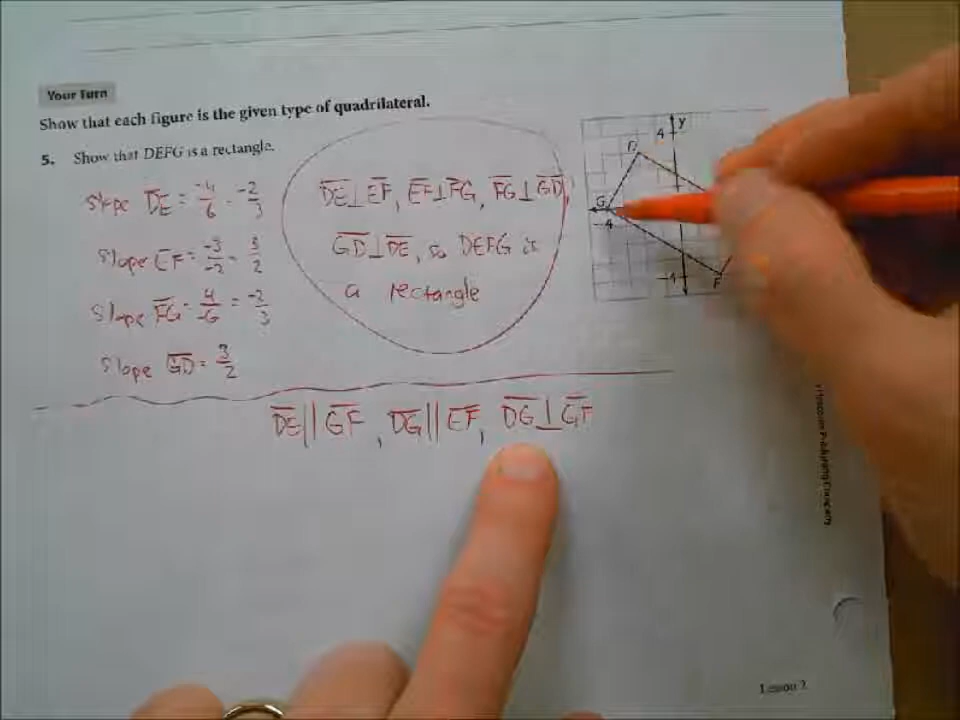 Your Turn
Show that each figure is the given type of quadrilateral.
5. Show that DEFG is a rectangle.
Slope DE = -4/6 = -2/3
Slope EF = -3/-2 = 3/2
Slope FG = 4/-6 = -2/3
Slope GD = 3/2
DE⊥EF, EF⊥FG, FG⊥GD,
GD⊥DE, so DEFG is
a rectangle
4 y
D
G
-4
-4 F
DE||GF, DG||EF, DG⊥GF
Publishing Company
Lesson 2